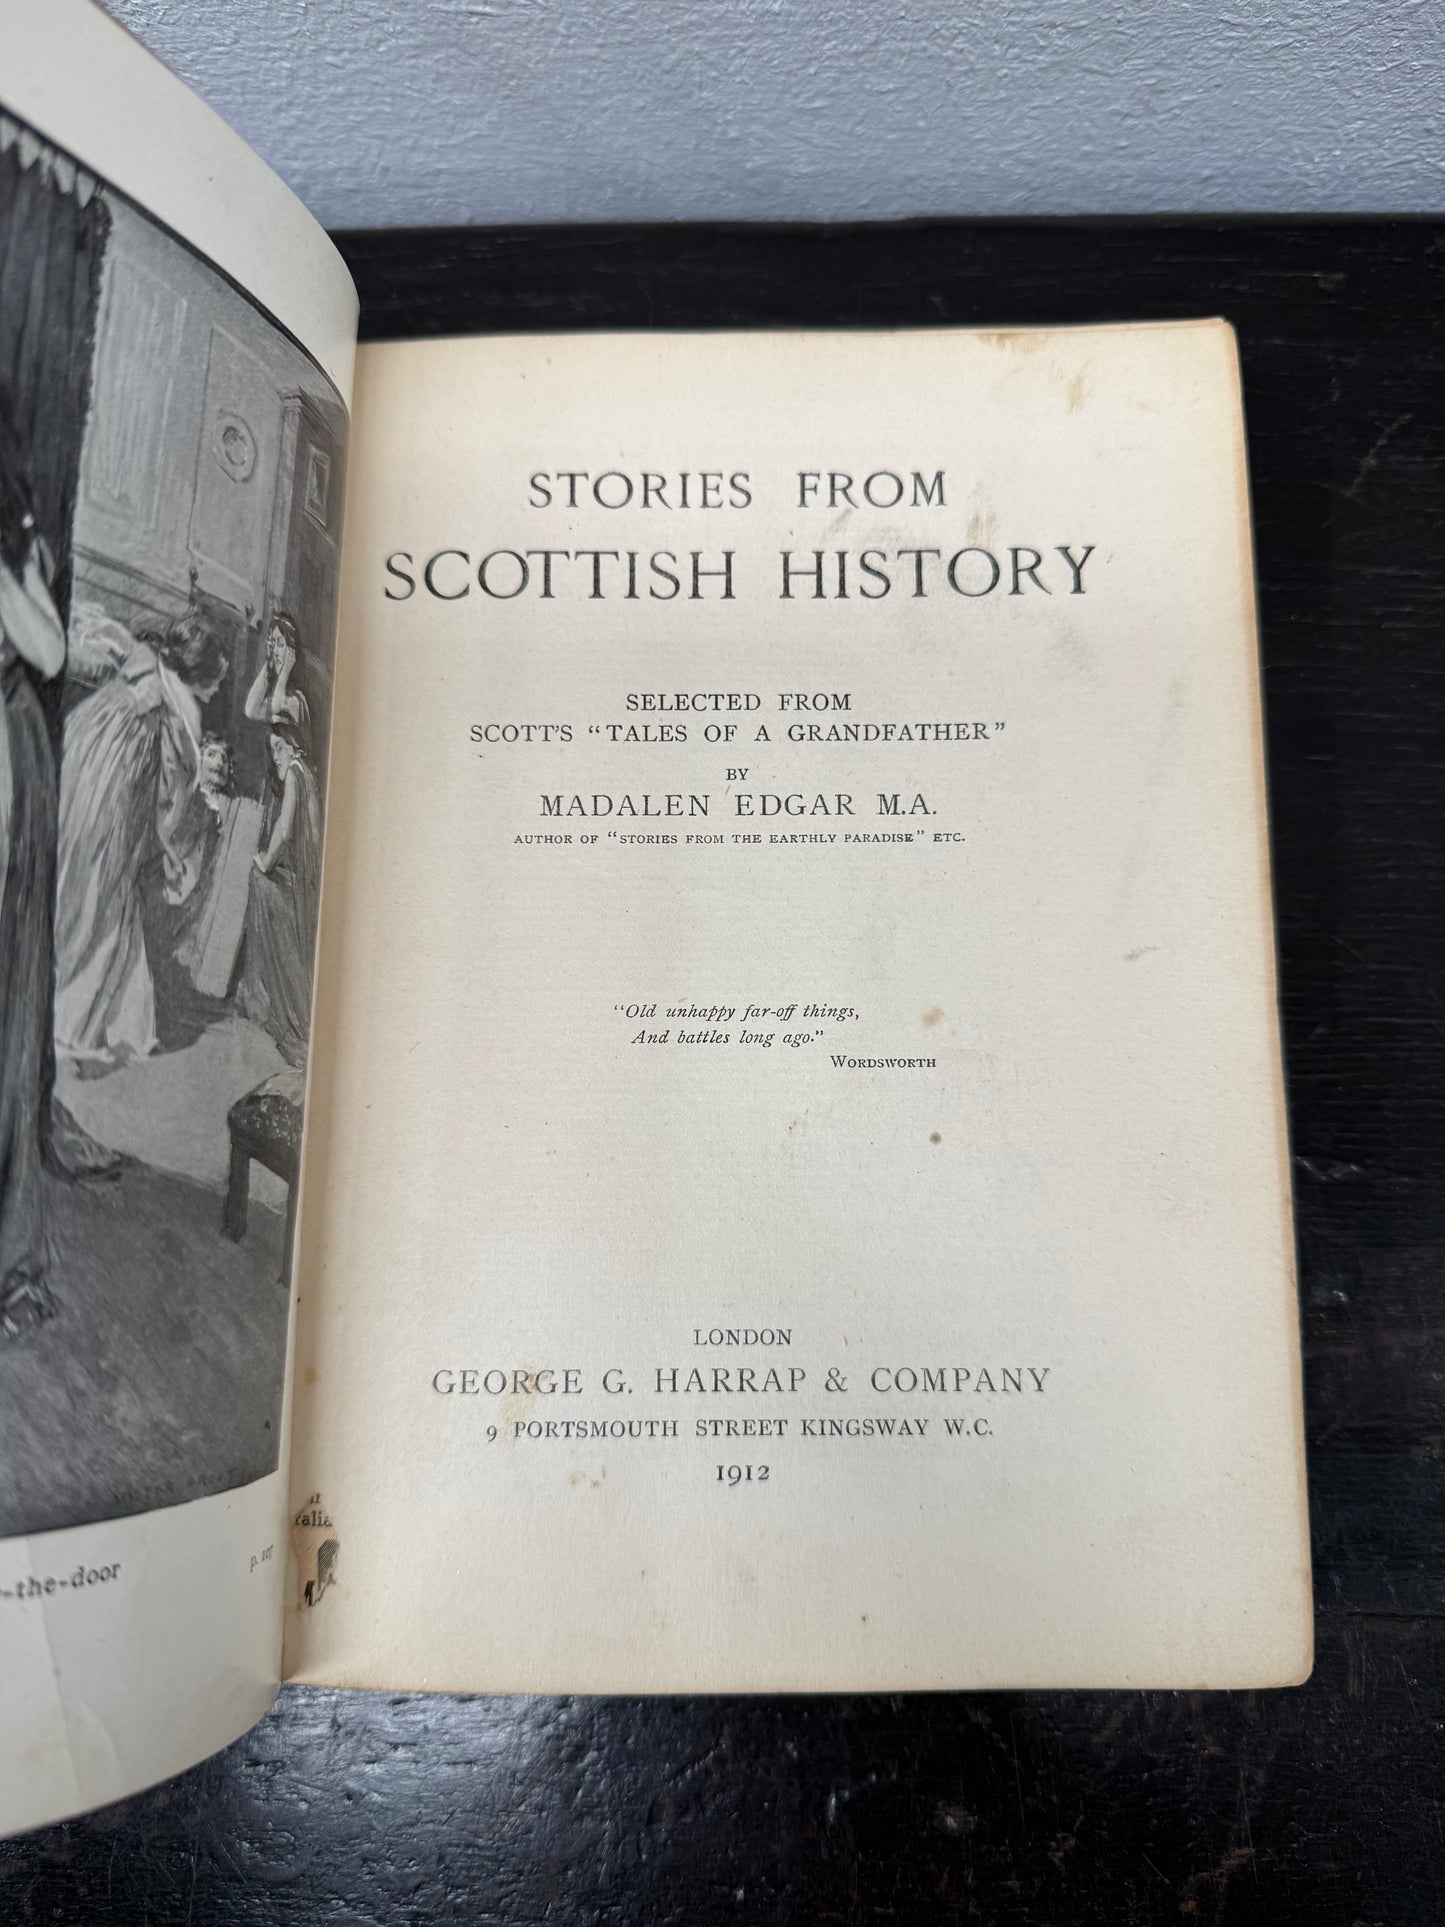 STORIES FROM
SCOTTISH HISTORY
SELECTED FROM
SCOTT'S "TALES OF A GRANDFATHER"
BY
MADALEN EDGAR M.A.
AUTHOR OF "STORIES FROM THE EARTHLY PARADISE" ETC.
"Old unhappy far-off things,
And battles long ago."
WORDSWORTH
LONDON
GEORGE G. HARRAP & COMPANY
9 PORTSMOUTH STREET KINGSWAY W.C.
1912
-the-door
p. 207